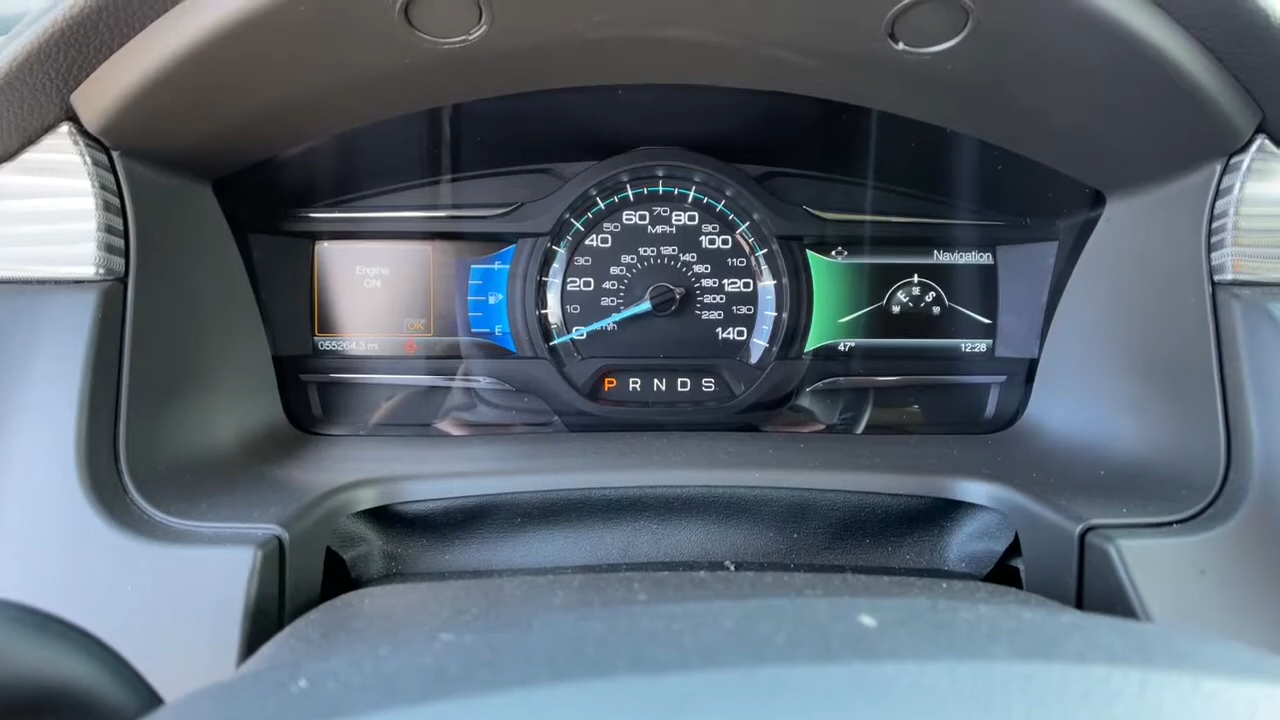 Engine
ON
OK
055264.3 mi
F
E
0
10
20
30
40
50
60
70
80
90
100
110
120
130
140
MPH
20
40
60
80
100
120
140
160
180
200
220
km/h
P R N D S
Navigation
E SE S
47°
12:28